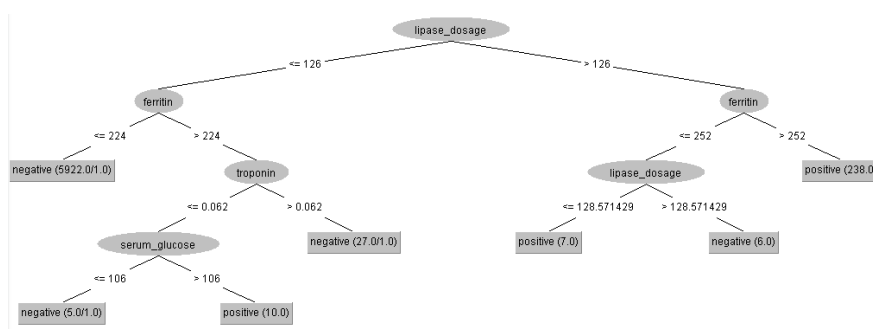 lipase_dosage
<= 126
> 126
ferritin
ferritin
<= 224
> 224
<= 252
> 252
negative (5922.0/1.0)
troponin
lipase_dosage
positive (238.0
<= 0.062
> 0.062
<= 128.571429
> 128.571429
serum_glucose
negative (27.0/1.0)
positive (7.0)
negative (6.0)
<= 106
> 106
negative (5.0/1.0)
positive (10.0)